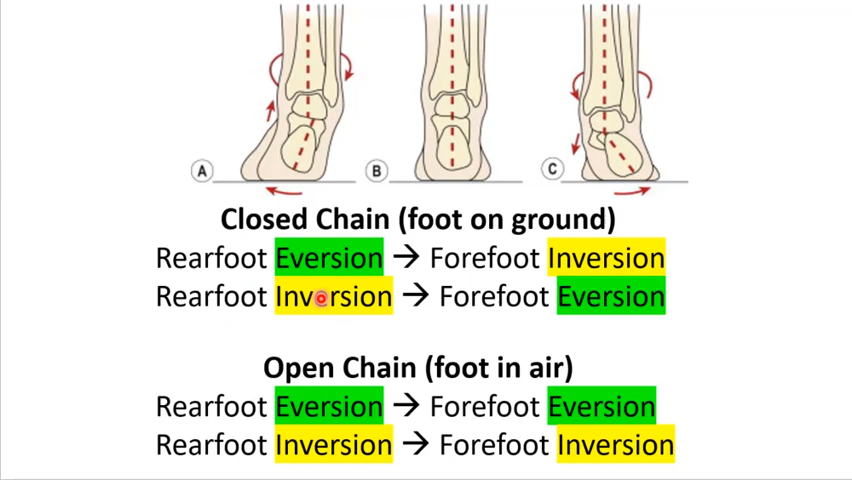 A
B
C
Closed Chain (foot on ground)
Rearfoot Eversion → Forefoot Inversion
Rearfoot Inversion → Forefoot Eversion
Open Chain (foot in air)
Rearfoot Eversion → Forefoot Eversion
Rearfoot Inversion → Forefoot Inversion